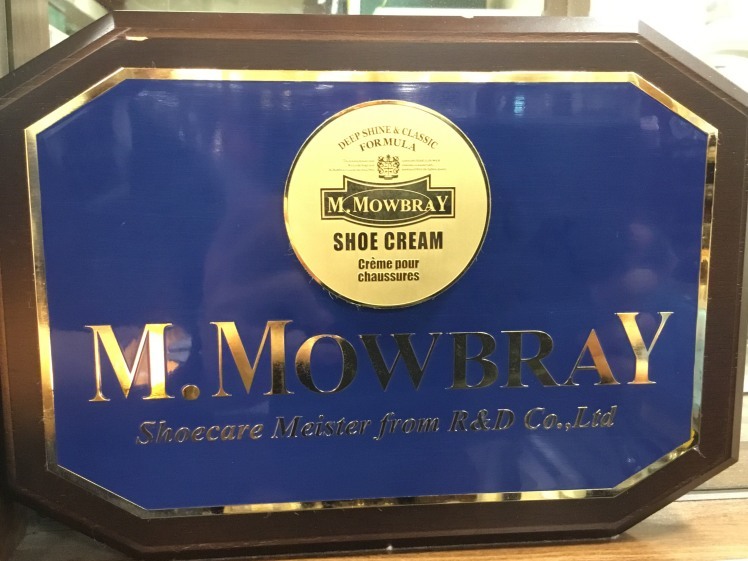 DEEP SHINE & CLASSIC
FORMULA
M. MOWBRAY
SHOE CREAM
Crème pour
chaussures
M. MOWBRAY
Shoecare Meister from R&D Co.,Ltd